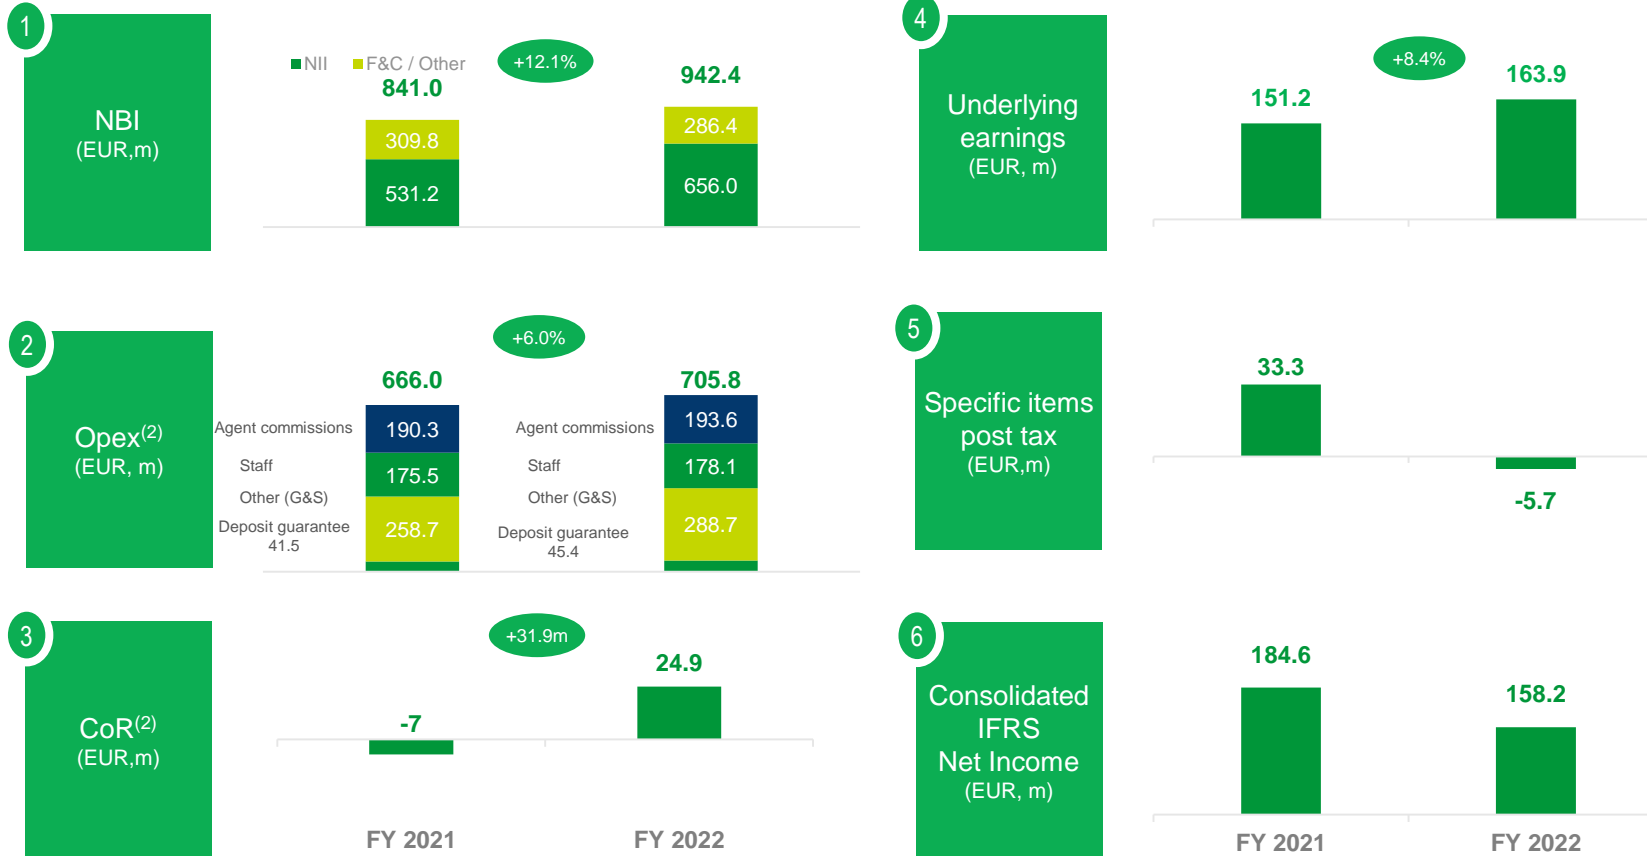 1
NBI
(EUR,m)
NII F&C / Other
+12.1%
841.0
942.4
309.8
286.4
531.2
656.0
2
Opex(2)
(EUR, m)
+6.0%
666.0
705.8
Agent commissions
190.3
Agent commissions
193.6
Staff
175.5
Staff
178.1
Other (G&S)
258.7
Other (G&S)
288.7
Deposit guarantee
41.5
Deposit guarantee
45.4
3
CoR(2)
(EUR,m)
+31.9m
-7
24.9
FY 2021
FY 2022
4
Underlying
earnings
(EUR, m)
+8.4%
151.2
163.9
5
Specific items
post tax
(EUR,m)
33.3
-5.7
6
Consolidated
IFRS
Net Income
(EUR, m)
184.6
158.2
FY 2021
FY 2022